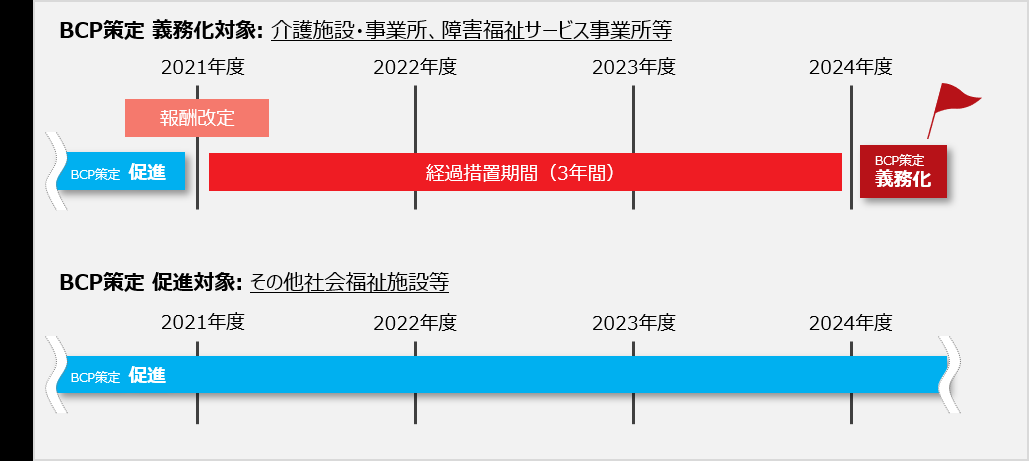 BCP策定 義務化対象: 介護施設・事業所、障害福祉サービス事業所等
2021年度 2022年度 2023年度 2024年度
報酬改定
BCP策定 促進
経過措置期間（3年間）
BCP策定
義務化
BCP策定 促進対象: その他社会福祉施設等
2021年度 2022年度 2023年度 2024年度
BCP策定 促進